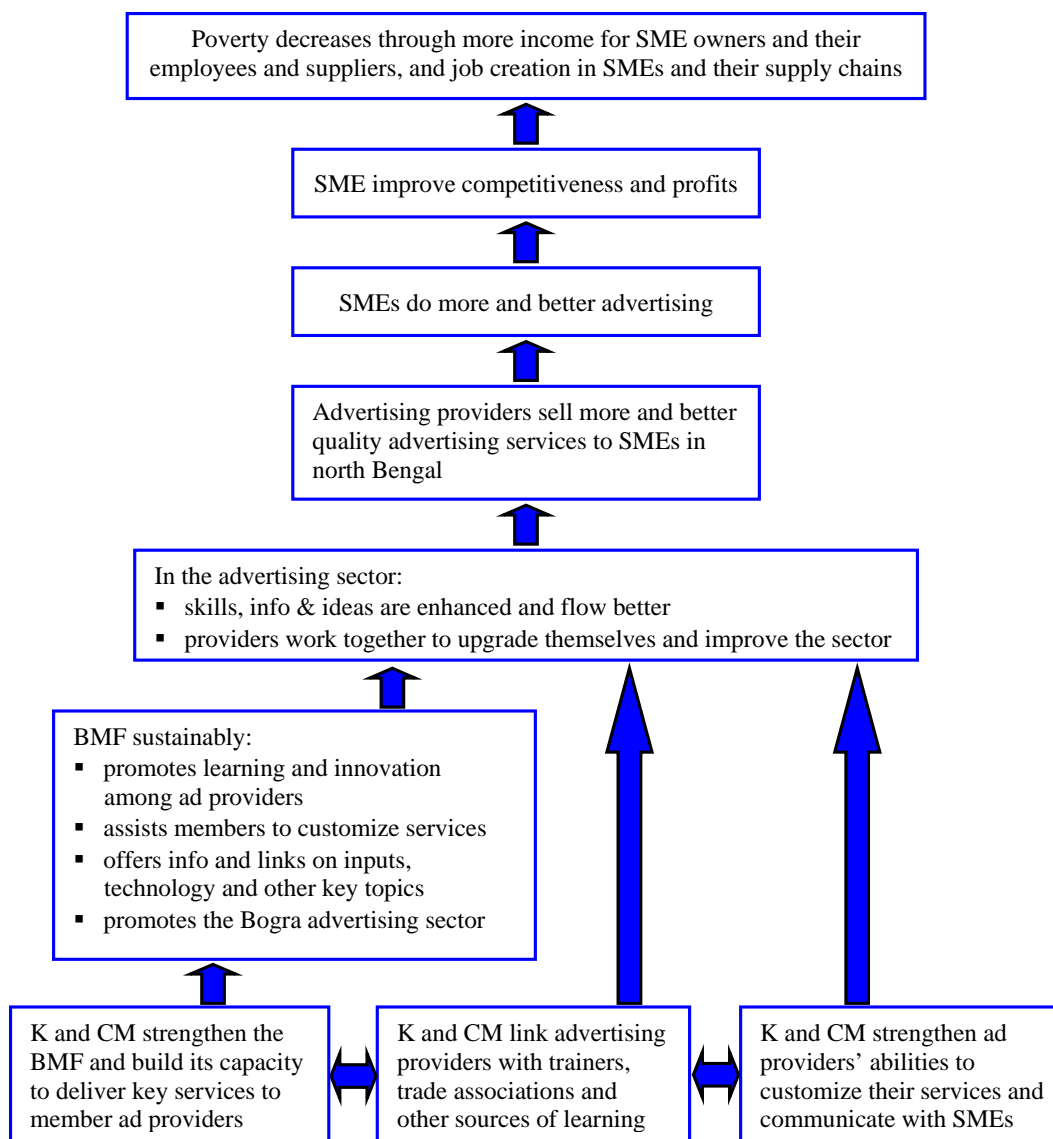 Poverty decreases through more income for SME owners and their
employees and suppliers, and job creation in SMEs and their supply chains
SME improve competitiveness and profits
SMEs do more and better advertising
Advertising providers sell more and better
quality advertising services to SMEs in
north Bengal
In the advertising sector:
▪ skills, info & ideas are enhanced and flow better
▪ providers work together to upgrade themselves and improve the sector
BMF sustainably:
▪ promotes learning and innovation
among ad providers
▪ assists members to customize services
▪ offers info and links on inputs,
technology and other key topics
▪ promotes the Bogra advertising sector
K and CM strengthen the
BMF and build its capacity
to deliver key services to
member ad providers
K and CM link advertising
providers with trainers,
trade associations and
other sources of learning
K and CM strengthen ad
providers’ abilities to
customize their services and
communicate with SMEs